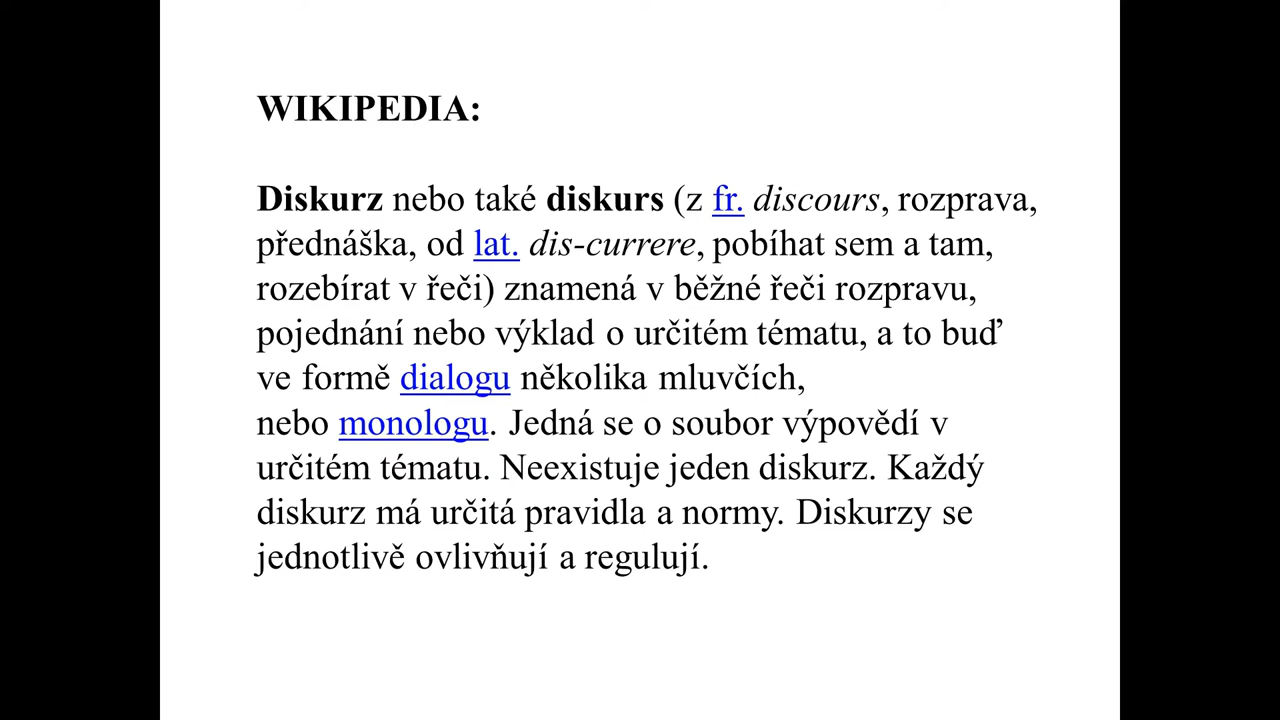 WIKIPEDIA:
Diskurz nebo také diskurs (z fr. discours, rozprava,
přednáška, od lat. dis-currere, pobíhat sem a tam,
rozebírat v řeči) znamená v běžné řeči rozpravu,
pojednání nebo výklad o určitém tématu, a to buď
ve formě dialogu několika mluvčích,
nebo monologu. Jedná se o soubor výpovědí v
určitém tématu. Neexistuje jeden diskurz. Každý
diskurz má určitá pravidla a normy. Diskurzy se
jednotlivě ovlivňují a regulují.